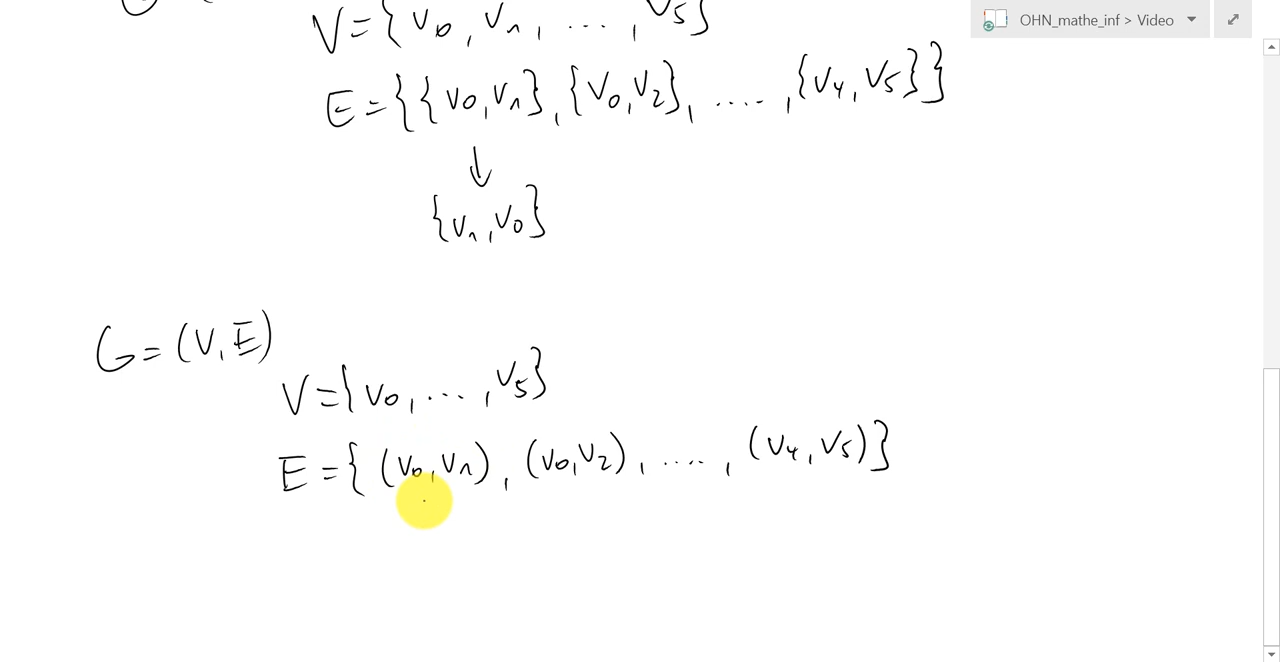 OHN_mathe_inf > Video
V={v₀,v₁, ...., v₅}
E={{v₀,v₁},{v₀,v₂}, ....,{v₄,v₅}}
↓
{v₁,v₀}
G=(V,E)
V={v₀,...,v₅}
E={(v₀,v₁),(v₀,v₂), ....,(v₄,v₅)}